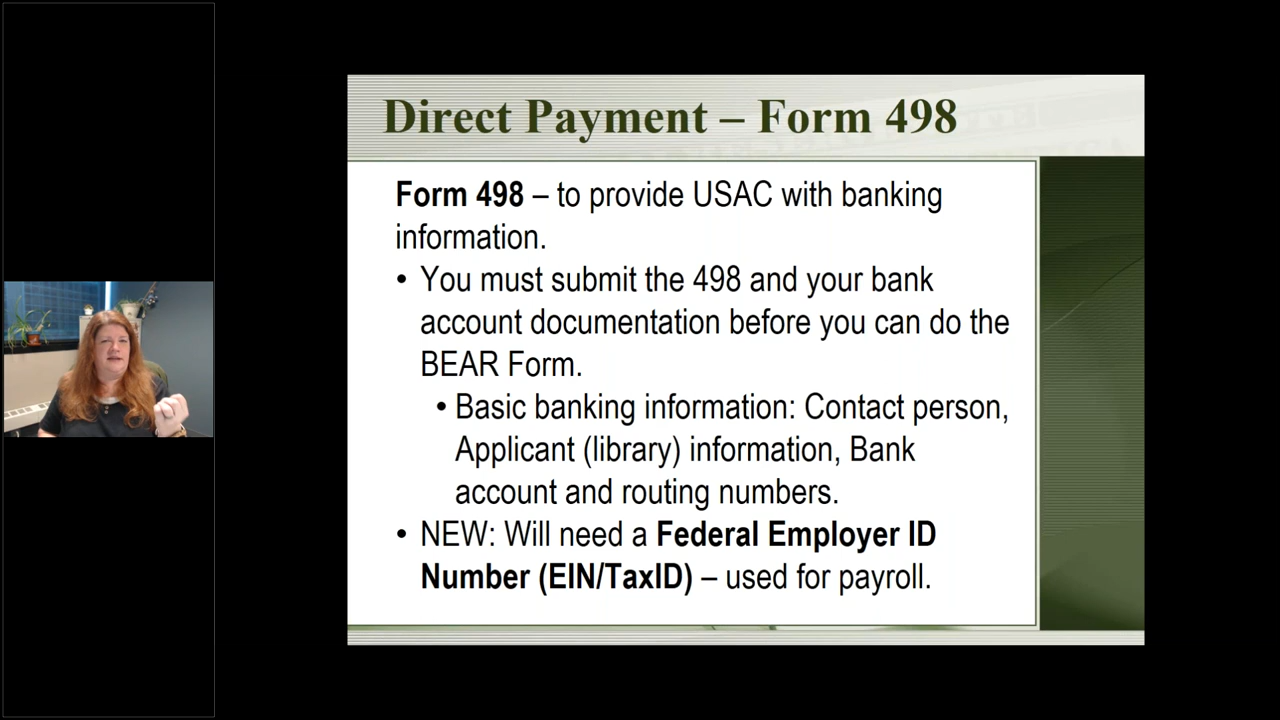 Direct Payment – Form 498
Form 498 – to provide USAC with banking
information.
• You must submit the 498 and your bank
account documentation before you can do the
BEAR Form.
• Basic banking information: Contact person,
Applicant (library) information, Bank
account and routing numbers.
• NEW: Will need a Federal Employer ID
Number (EIN/TaxID) – used for payroll.